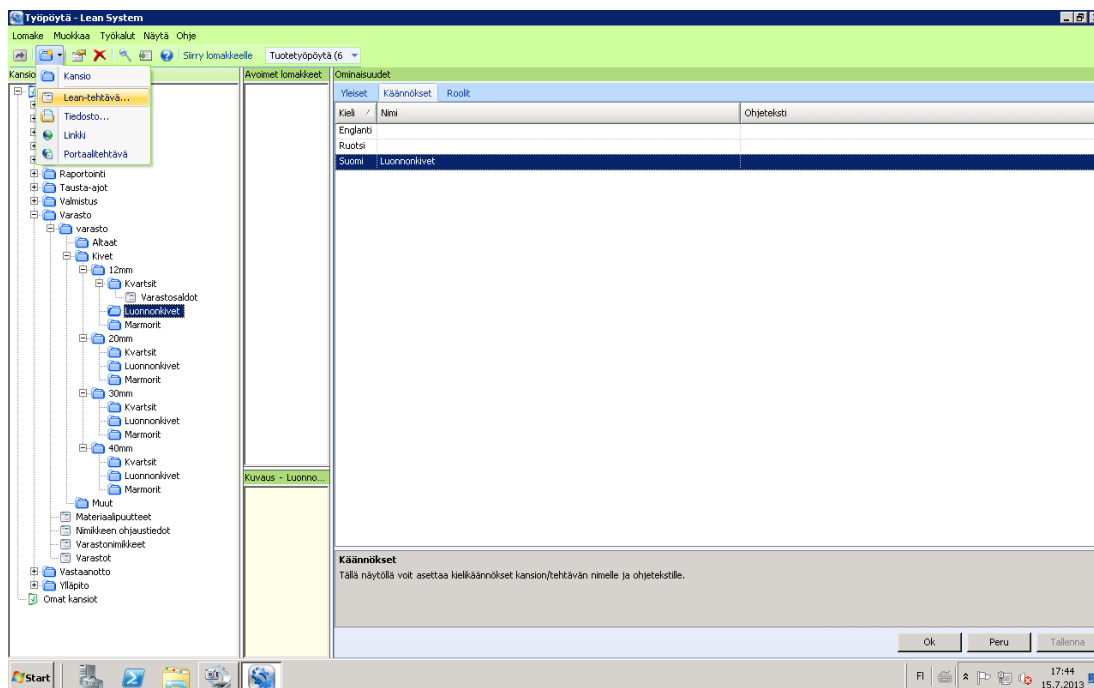 Työpöytä - Lean System
Lomake Muokkaa Työkalut Näytä Ohje
Siirry lomakkeelle Tuotetyöpöytä (6
Kansio
Avoimet lomakkeet
Ominaisuudet
Kansio
Lean-tehtävä...
Tiedosto...
Linkki
Portaalitehtävä
Yleiset Käännökset Roolit
Kieli Nimi Ohjeteksti
Englanti
Ruotsi
Suomi Luonnonkivet
Raportointi
Tausta-ajot
Valmistus
Varasto
varasto
Altaat
Kivet
12mm
Kvartsit
Varastosaldot
Luonnonkivet
Marmorit
20mm
Kvartsit
Luonnonkivet
Marmorit
30mm
Kvartsit
Luonnonkivet
Marmorit
40mm
Kvartsit
Luonnonkivet
Marmorit
Muut
Materiaalipuutteet
Nimikkeen ohjaustiedot
Varastonimikkeet
Varastot
Vastaanotto
Ylläpito
Omat kansiot
Kuvaus - Luonno...
Käännökset
Tällä näytöllä voit asettaa kielikäännökset kansion/tehtävän nimelle ja ohjetekstille.
Ok Peru Tallenna
Start
FI
17:44
15.7.2013